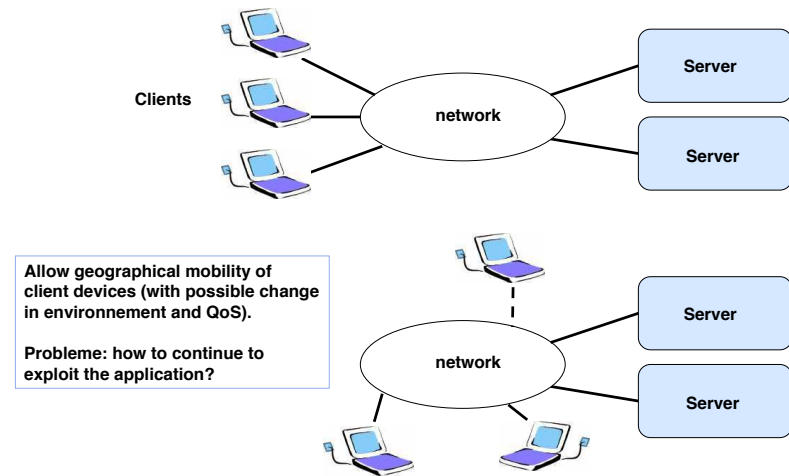 Clients
network
Server
Server
Allow geographical mobility of
client devices (with possible change
in environnement and QoS).
Probleme: how to continue to
exploit the application?
network
Server
Server